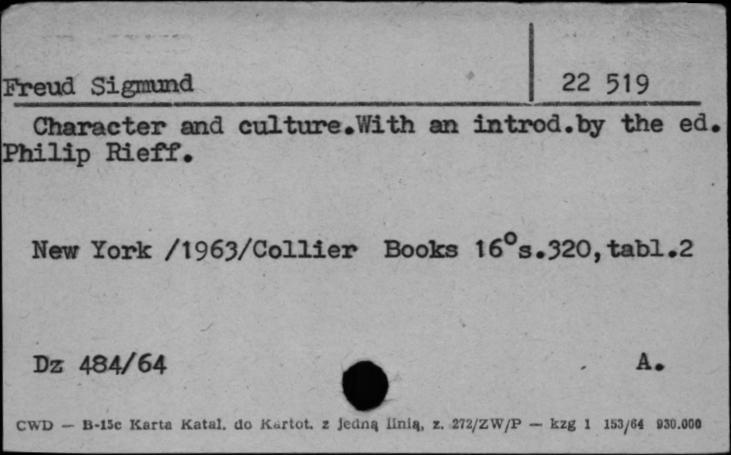 Freud Sigmund 22 519
Character and culture.With an introd.by the ed.
Philip Rieff.
New York /1963/Collier Books 16°s.320,tabl.2
Dz 484/64 A.
CWD — B-15c Karta Katal. do Kartot. z jedną linią, z. 272/ZW/P — kzg 1 153/64 930.000